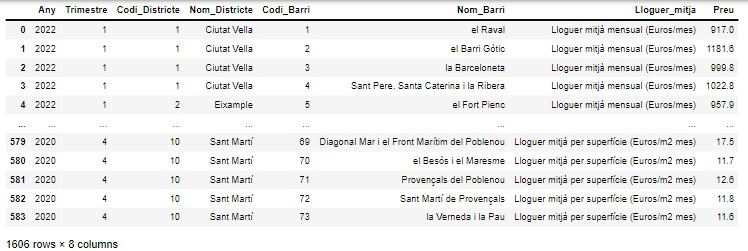 Any Trimestre Codi_Districte Nom_Districte Codi_Barri Nom_Barri Lloguer_mitja Preu
0 2022 1 1 Ciutat Vella 1 el Raval Lloguer mitjà mensual (Euros/mes) 917.0
1 2022 1 1 Ciutat Vella 2 el Barri Gòtic Lloguer mitjà mensual (Euros/mes) 1181.6
2 2022 1 1 Ciutat Vella 3 la Barceloneta Lloguer mitjà mensual (Euros/mes) 999.8
3 2022 1 1 Ciutat Vella 4 Sant Pere, Santa Caterina i la Ribera Lloguer mitjà mensual (Euros/mes) 1022.8
4 2022 1 2 Eixample 5 el Fort Pienc Lloguer mitjà mensual (Euros/mes) 957.9
... ... ... ... ... ... ... ... ...
579 2020 4 10 Sant Martí 69 Diagonal Mar i el Front Marítim del Poblenou Lloguer mitjà per superfície (Euros/m2 mes) 17.5
580 2020 4 10 Sant Martí 70 el Besòs i el Maresme Lloguer mitjà per superfície (Euros/m2 mes) 11.7
581 2020 4 10 Sant Martí 71 Provençals del Poblenou Lloguer mitjà per superfície (Euros/m2 mes) 12.6
582 2020 4 10 Sant Martí 72 Sant Martí de Provençals Lloguer mitjà per superfície (Euros/m2 mes) 11.8
583 2020 4 10 Sant Martí 73 la Verneda i la Pau Lloguer mitjà per superfície (Euros/m2 mes) 11.6
1606 rows × 8 columns